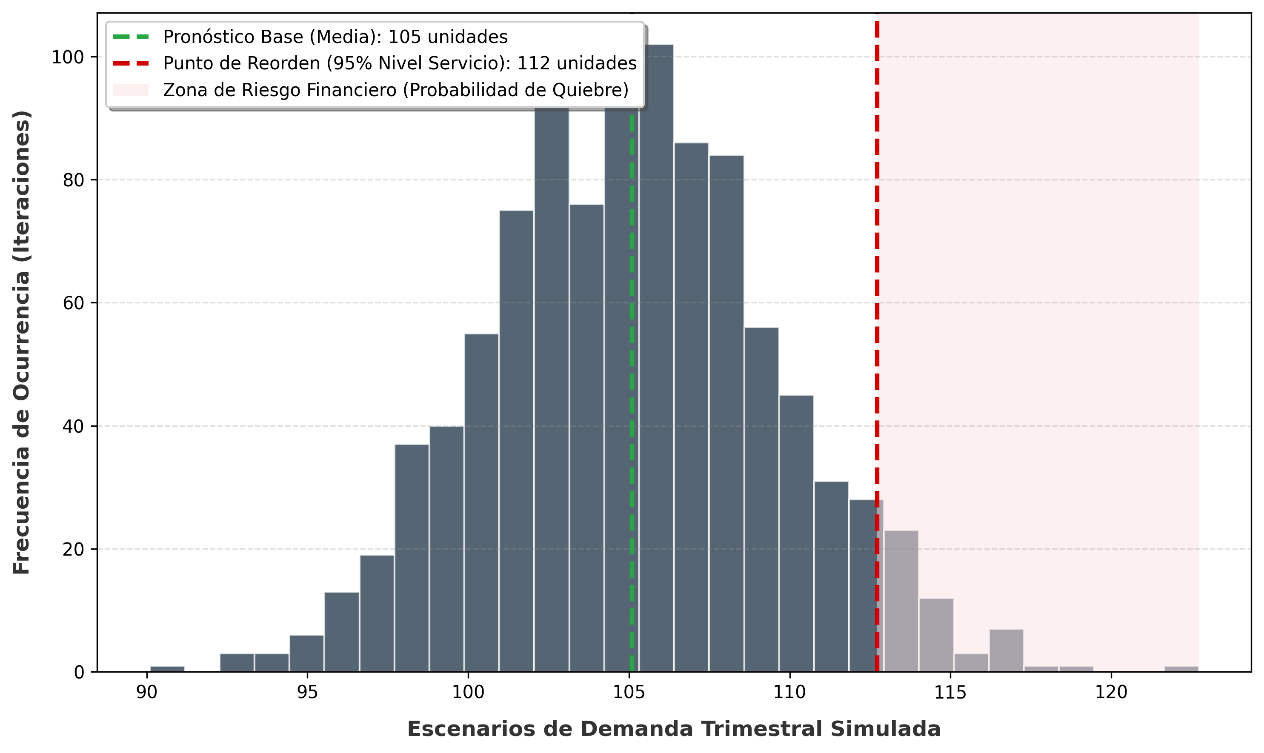 Pronóstico Base (Media): 105 unidades
Punto de Reorden (95% Nivel Servicio): 112 unidades
Zona de Riesgo Financiero (Probabilidad de Quiebre)
Frecuencia de Ocurrencia (Iteraciones)
100
80
60
40
20
0
90 95 100 105 110 115 120
Escenarios de Demanda Trimestral Simulada